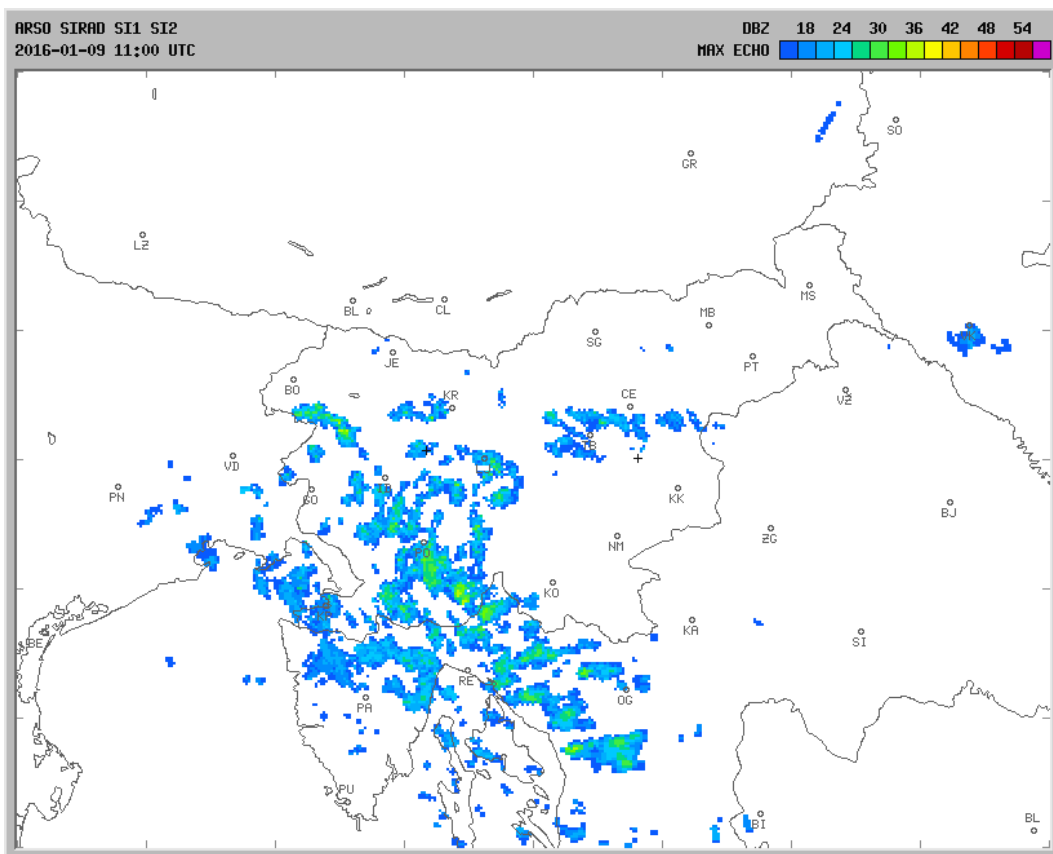 ARSO SIRAD SI1 SI2
2016-01-09 11:00 UTC
DBZ 18 24 30 36 42 48 54
MAX ECHO
SO
GR
LZ
MS
BL
CL
MB
SG
JE
PT
BO
KR
CE
VZ
VD
PN
GO
KK
BJ
ZG
NM
PO
KO
KA
SI
BE
RE
PA
OG
PU
BI
BL